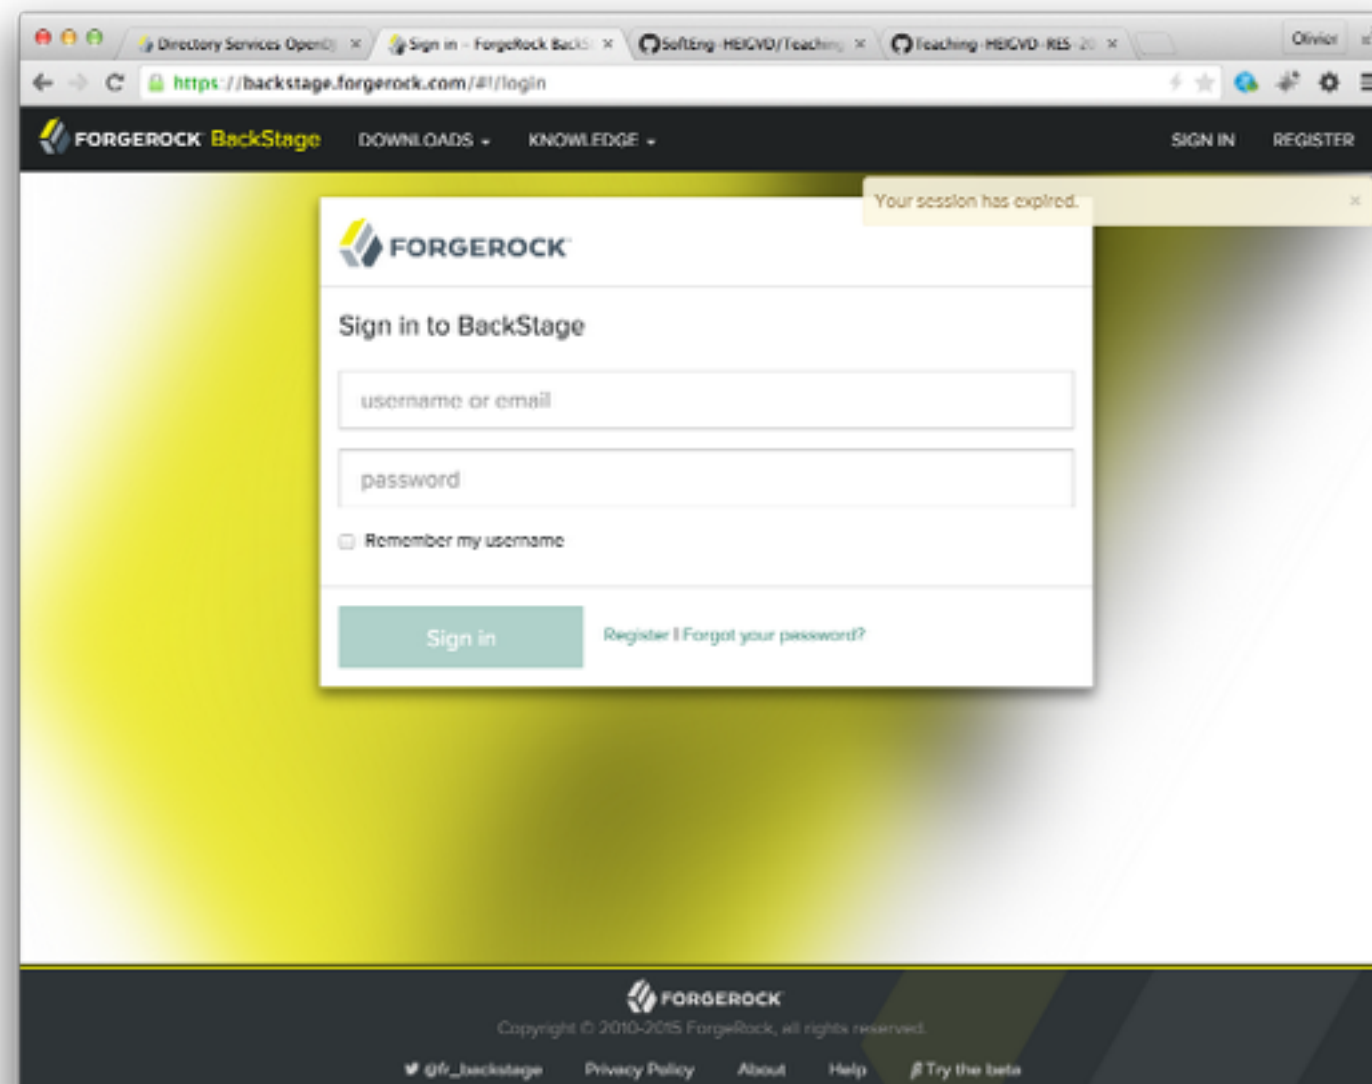 Directory Services OpenDJ
Sign in – ForgeRock BackS
SoftEng-HEIGVD/Teaching
Teaching-HEIGVD-RES-20
Olivier
https://backstage.forgerock.com/#!/login
FORGEROCK BackStage
DOWNLOADS
KNOWLEDGE
SIGN IN
REGISTER
Your session has expired.
FORGEROCK
Sign in to BackStage
username or email
password
Remember my username
Sign in
Register | Forgot your password?
FORGEROCK
Copyright © 2010-2015 ForgeRock, all rights reserved.
@fr_backstage Privacy Policy About Help β Try the beta